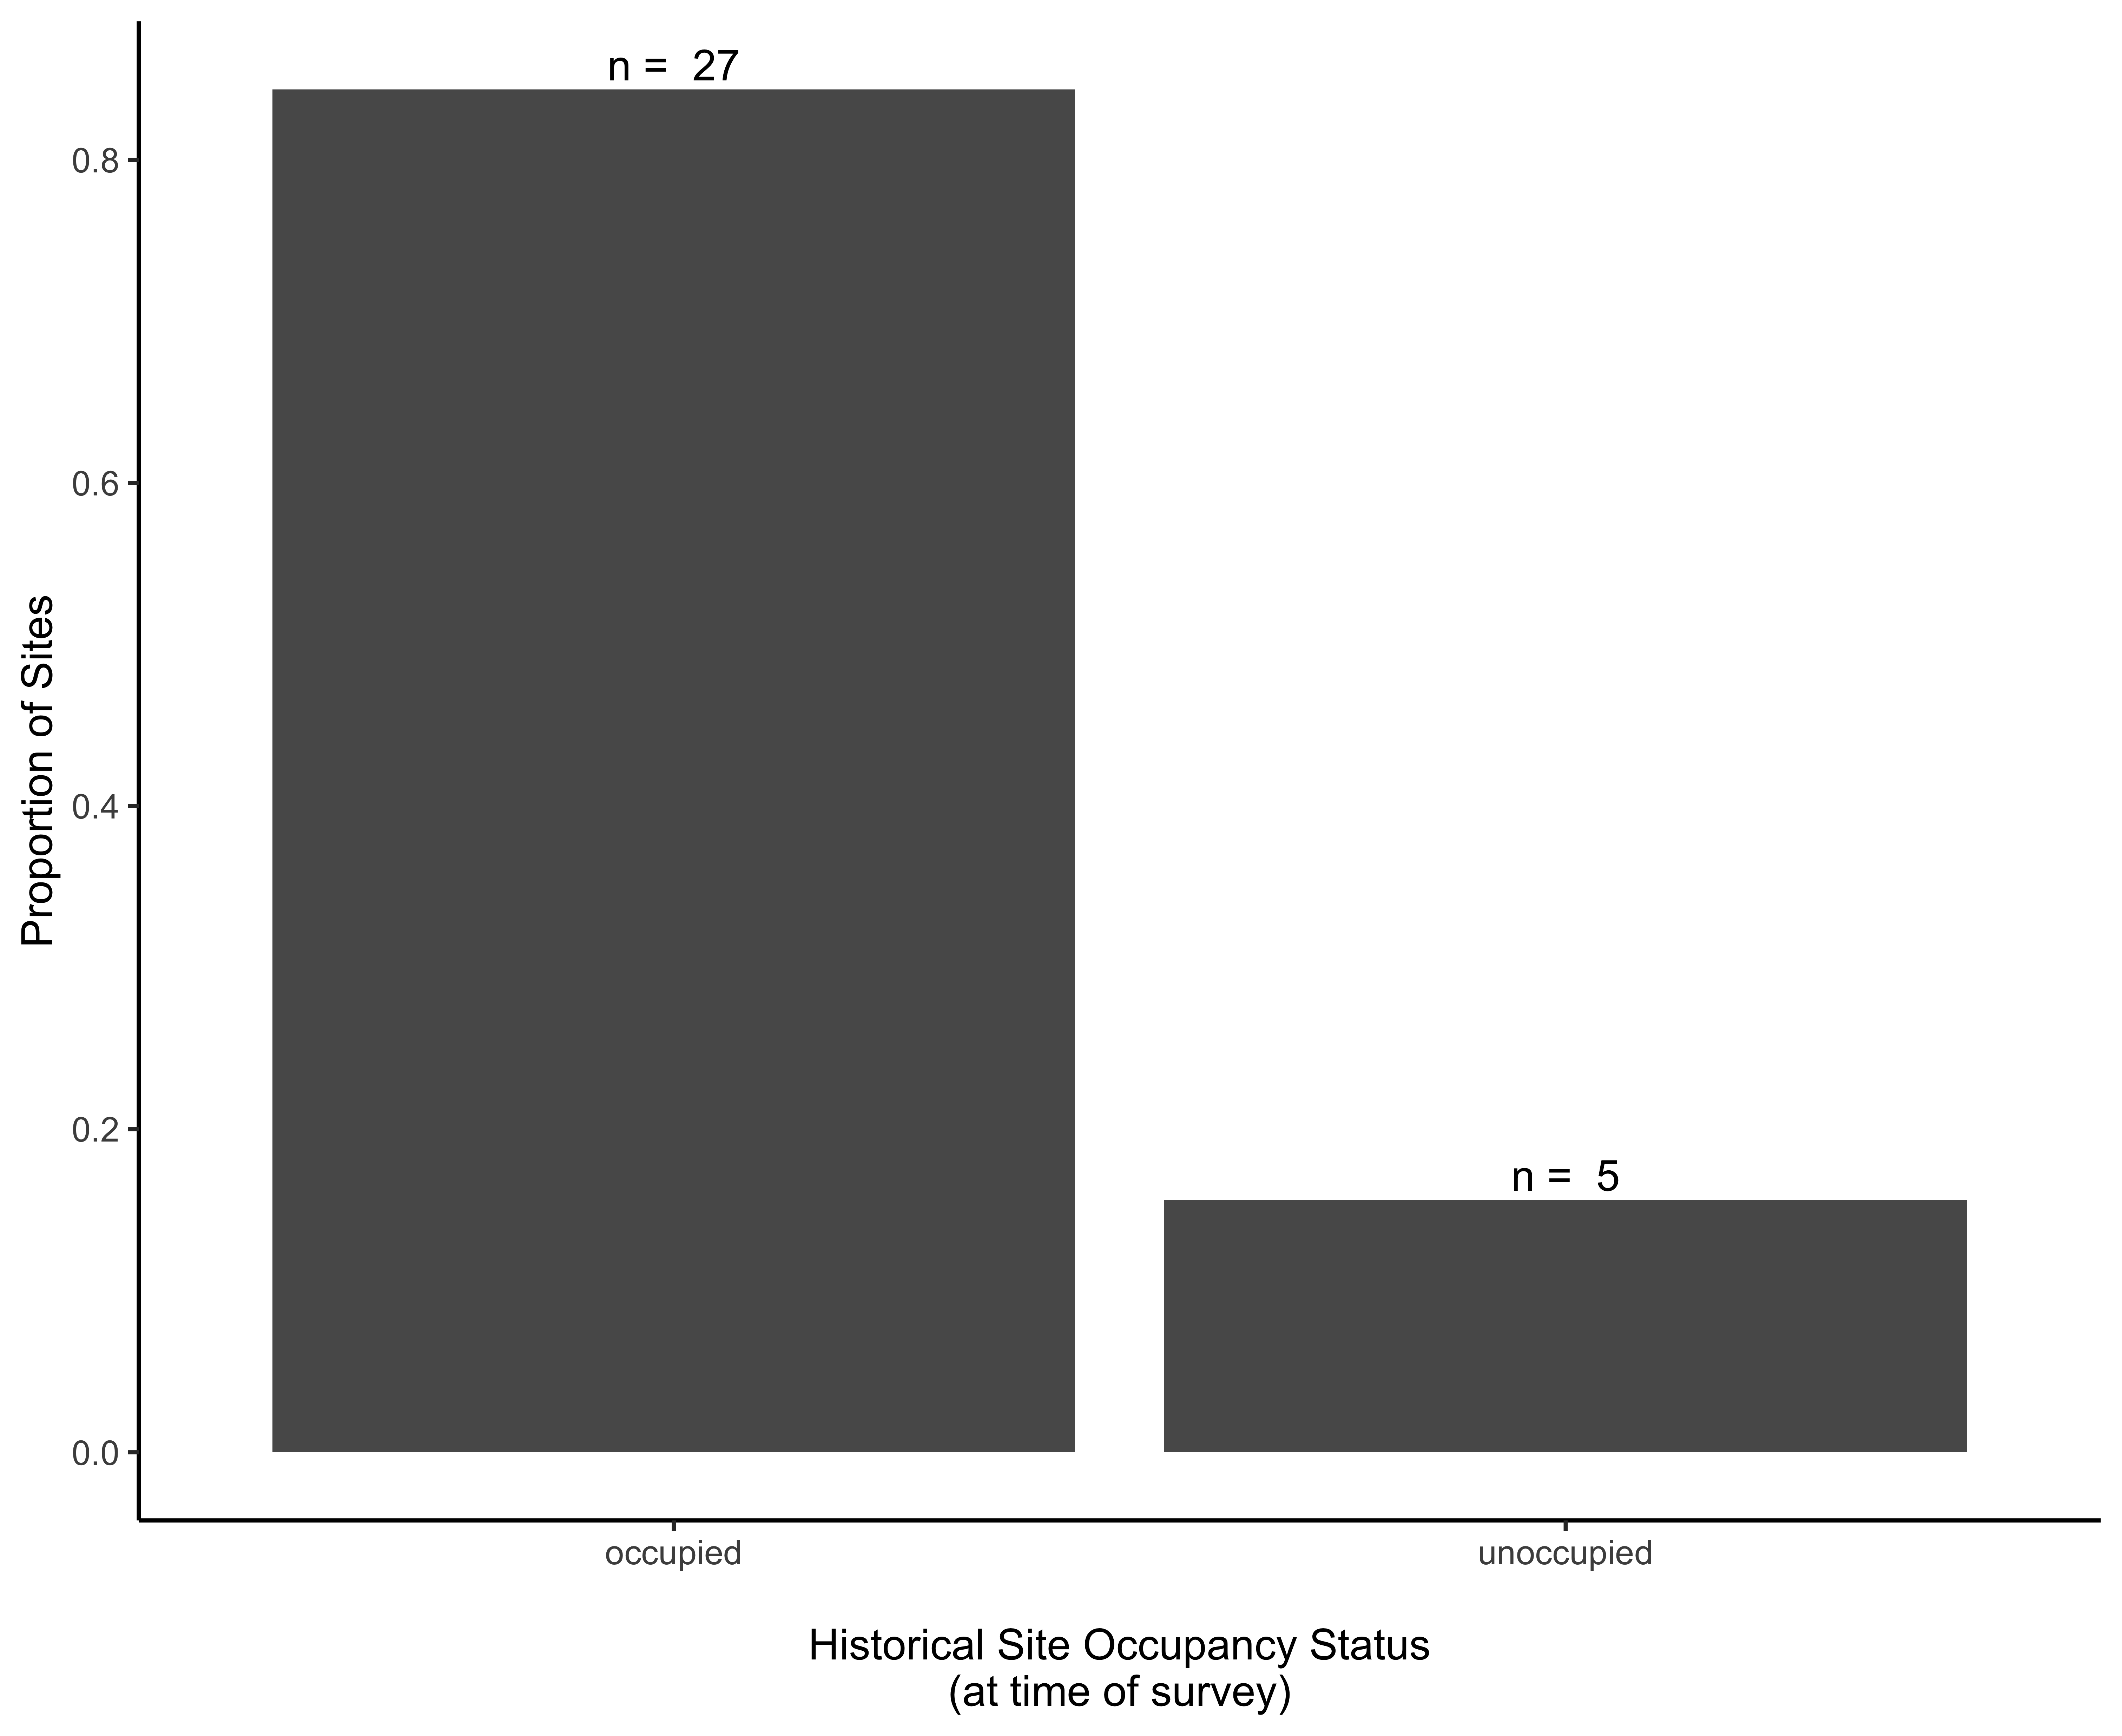 n =  27
0.8
0.6
0.4
0.2
0.0
Proportion of Sites
n =  5
occupied
unoccupied
Historical Site Occupancy Status
(at time of survey)